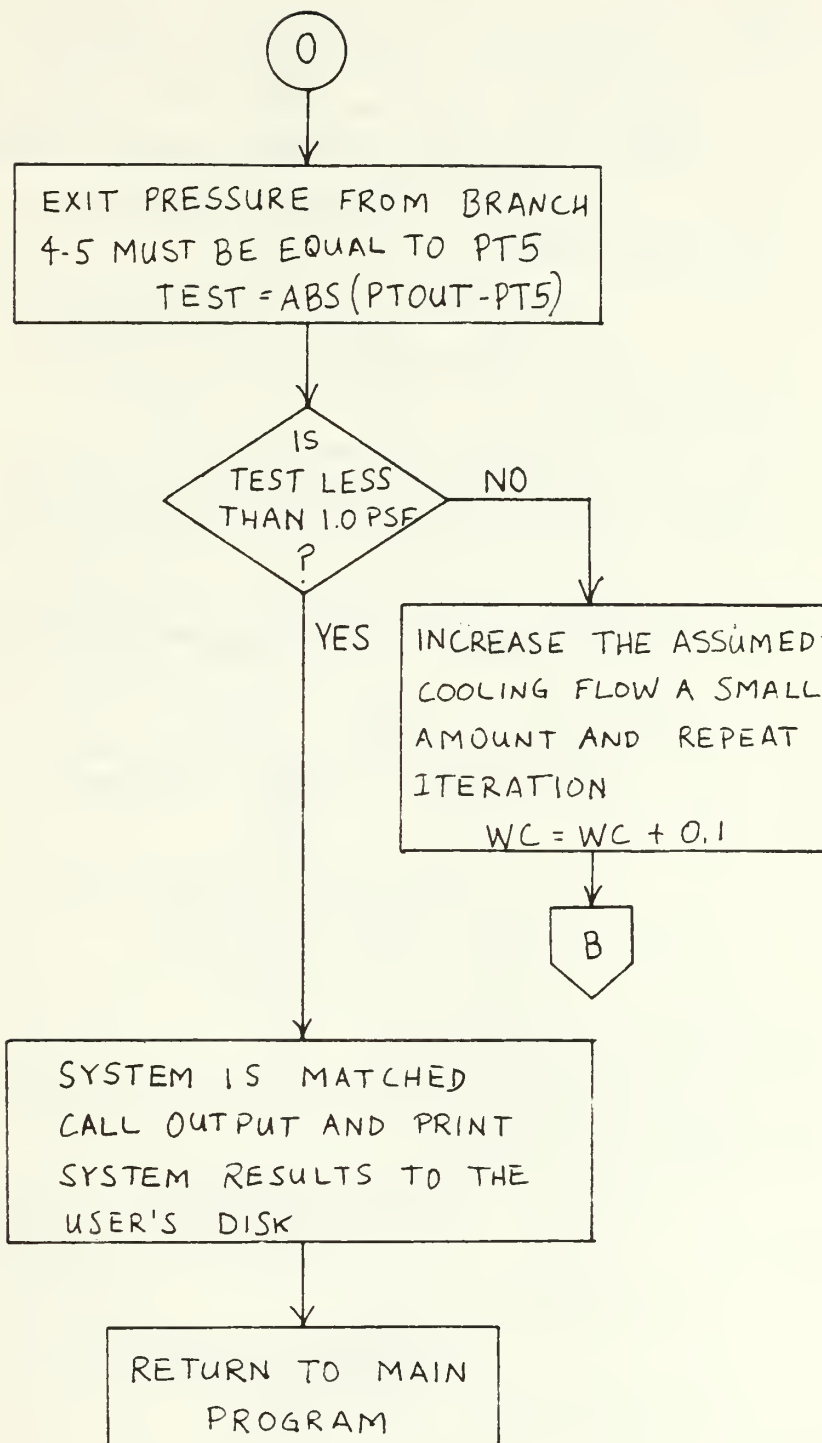 O
EXIT PRESSURE FROM BRANCH
4-5 MUST BE EQUAL TO PT5
TEST = ABS(PTOUT-PT5)
IS
TEST LESS
THAN 1.0 PSF
?
NO
YES
INCREASE THE ASSUMED
COOLING FLOW A SMALL
AMOUNT AND REPEAT
ITERATION
WC = WC + 0.1
B
SYSTEM IS MATCHED
CALL OUTPUT AND PRINT
SYSTEM RESULTS TO THE
USER'S DISK
RETURN TO MAIN
PROGRAM